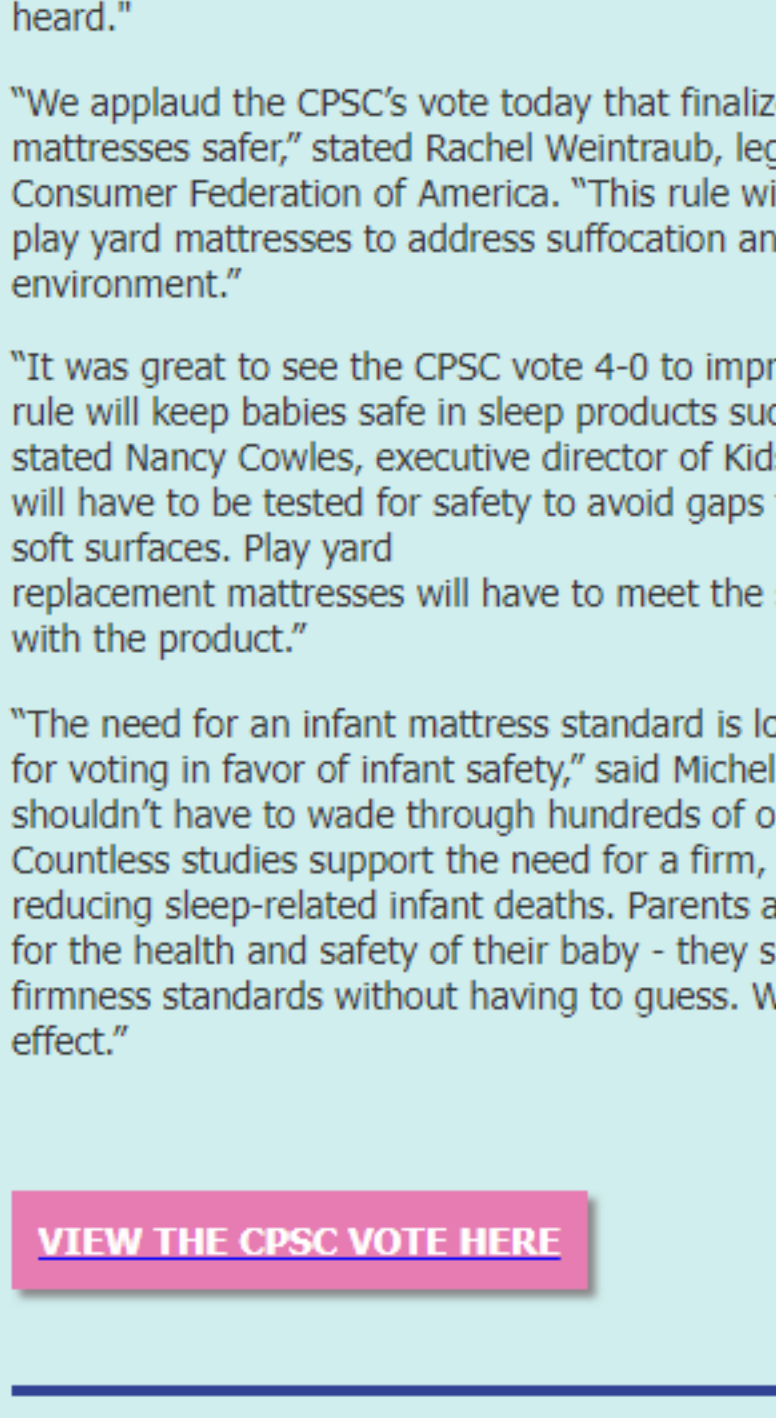 heard."
“We applaud the CPSC’s vote today that finaliz
mattresses safer,” stated Rachel Weintraub, leg
Consumer Federation of America. “This rule wi
play yard mattresses to address suffocation an
environment.”
“It was great to see the CPSC vote 4-0 to impr
rule will keep babies safe in sleep products suc
stated Nancy Cowles, executive director of Kids
will have to be tested for safety to avoid gaps
soft surfaces. Play yard
replacement mattresses will have to meet the
with the product.”
“The need for an infant mattress standard is lo
for voting in favor of infant safety,” said Michel
shouldn’t have to wade through hundreds of o
Countless studies support the need for a firm,
reducing sleep-related infant deaths. Parents a
for the health and safety of their baby - they s
firmness standards without having to guess. W
effect.”
VIEW THE CPSC VOTE HERE